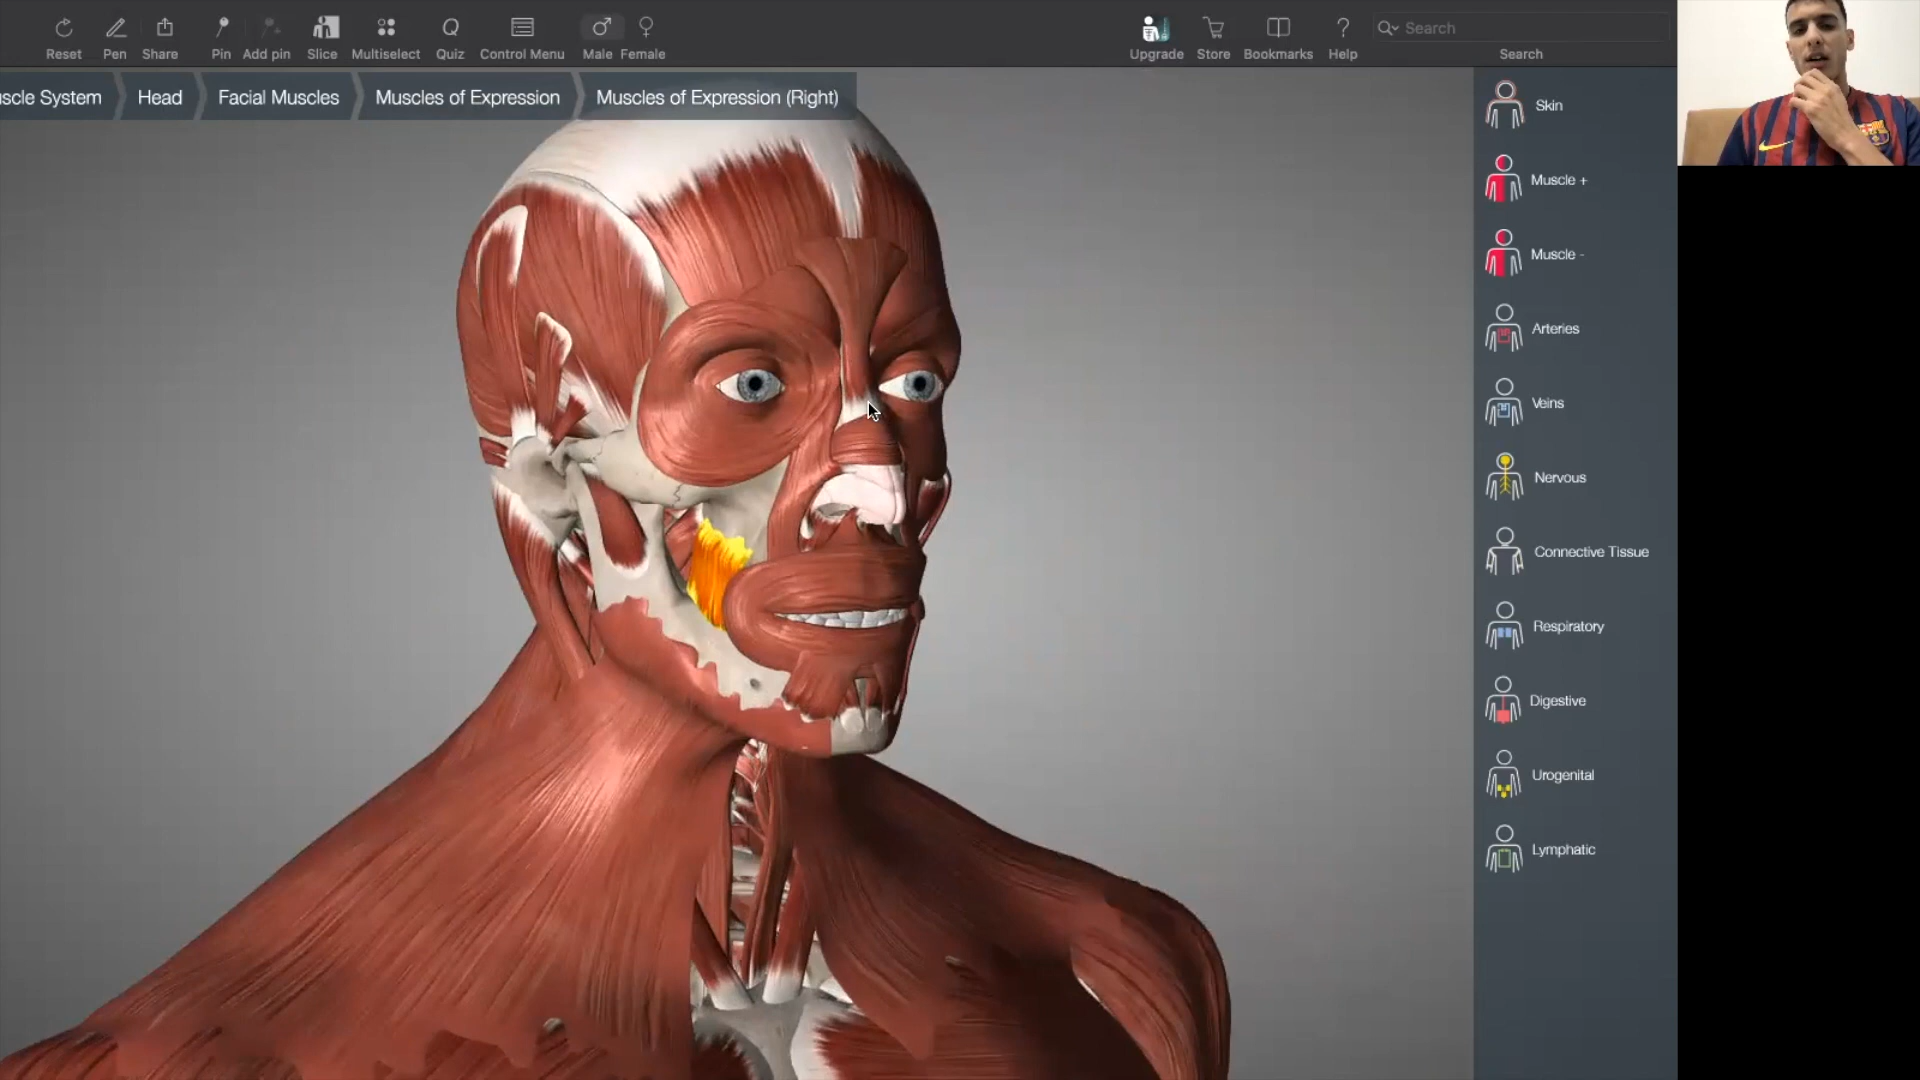 Reset Pen Share Pin Add pin Slice Multiselect Quiz Control Menu Male Female Upgrade Store Bookmarks Help Search
Search
scle System Head Facial Muscles Muscles of Expression Muscles of Expression (Right)
Skin
Muscle +
Muscle -
Arteries
Veins
Nervous
Connective Tissue
Respiratory
Digestive
Urogenital
Lymphatic